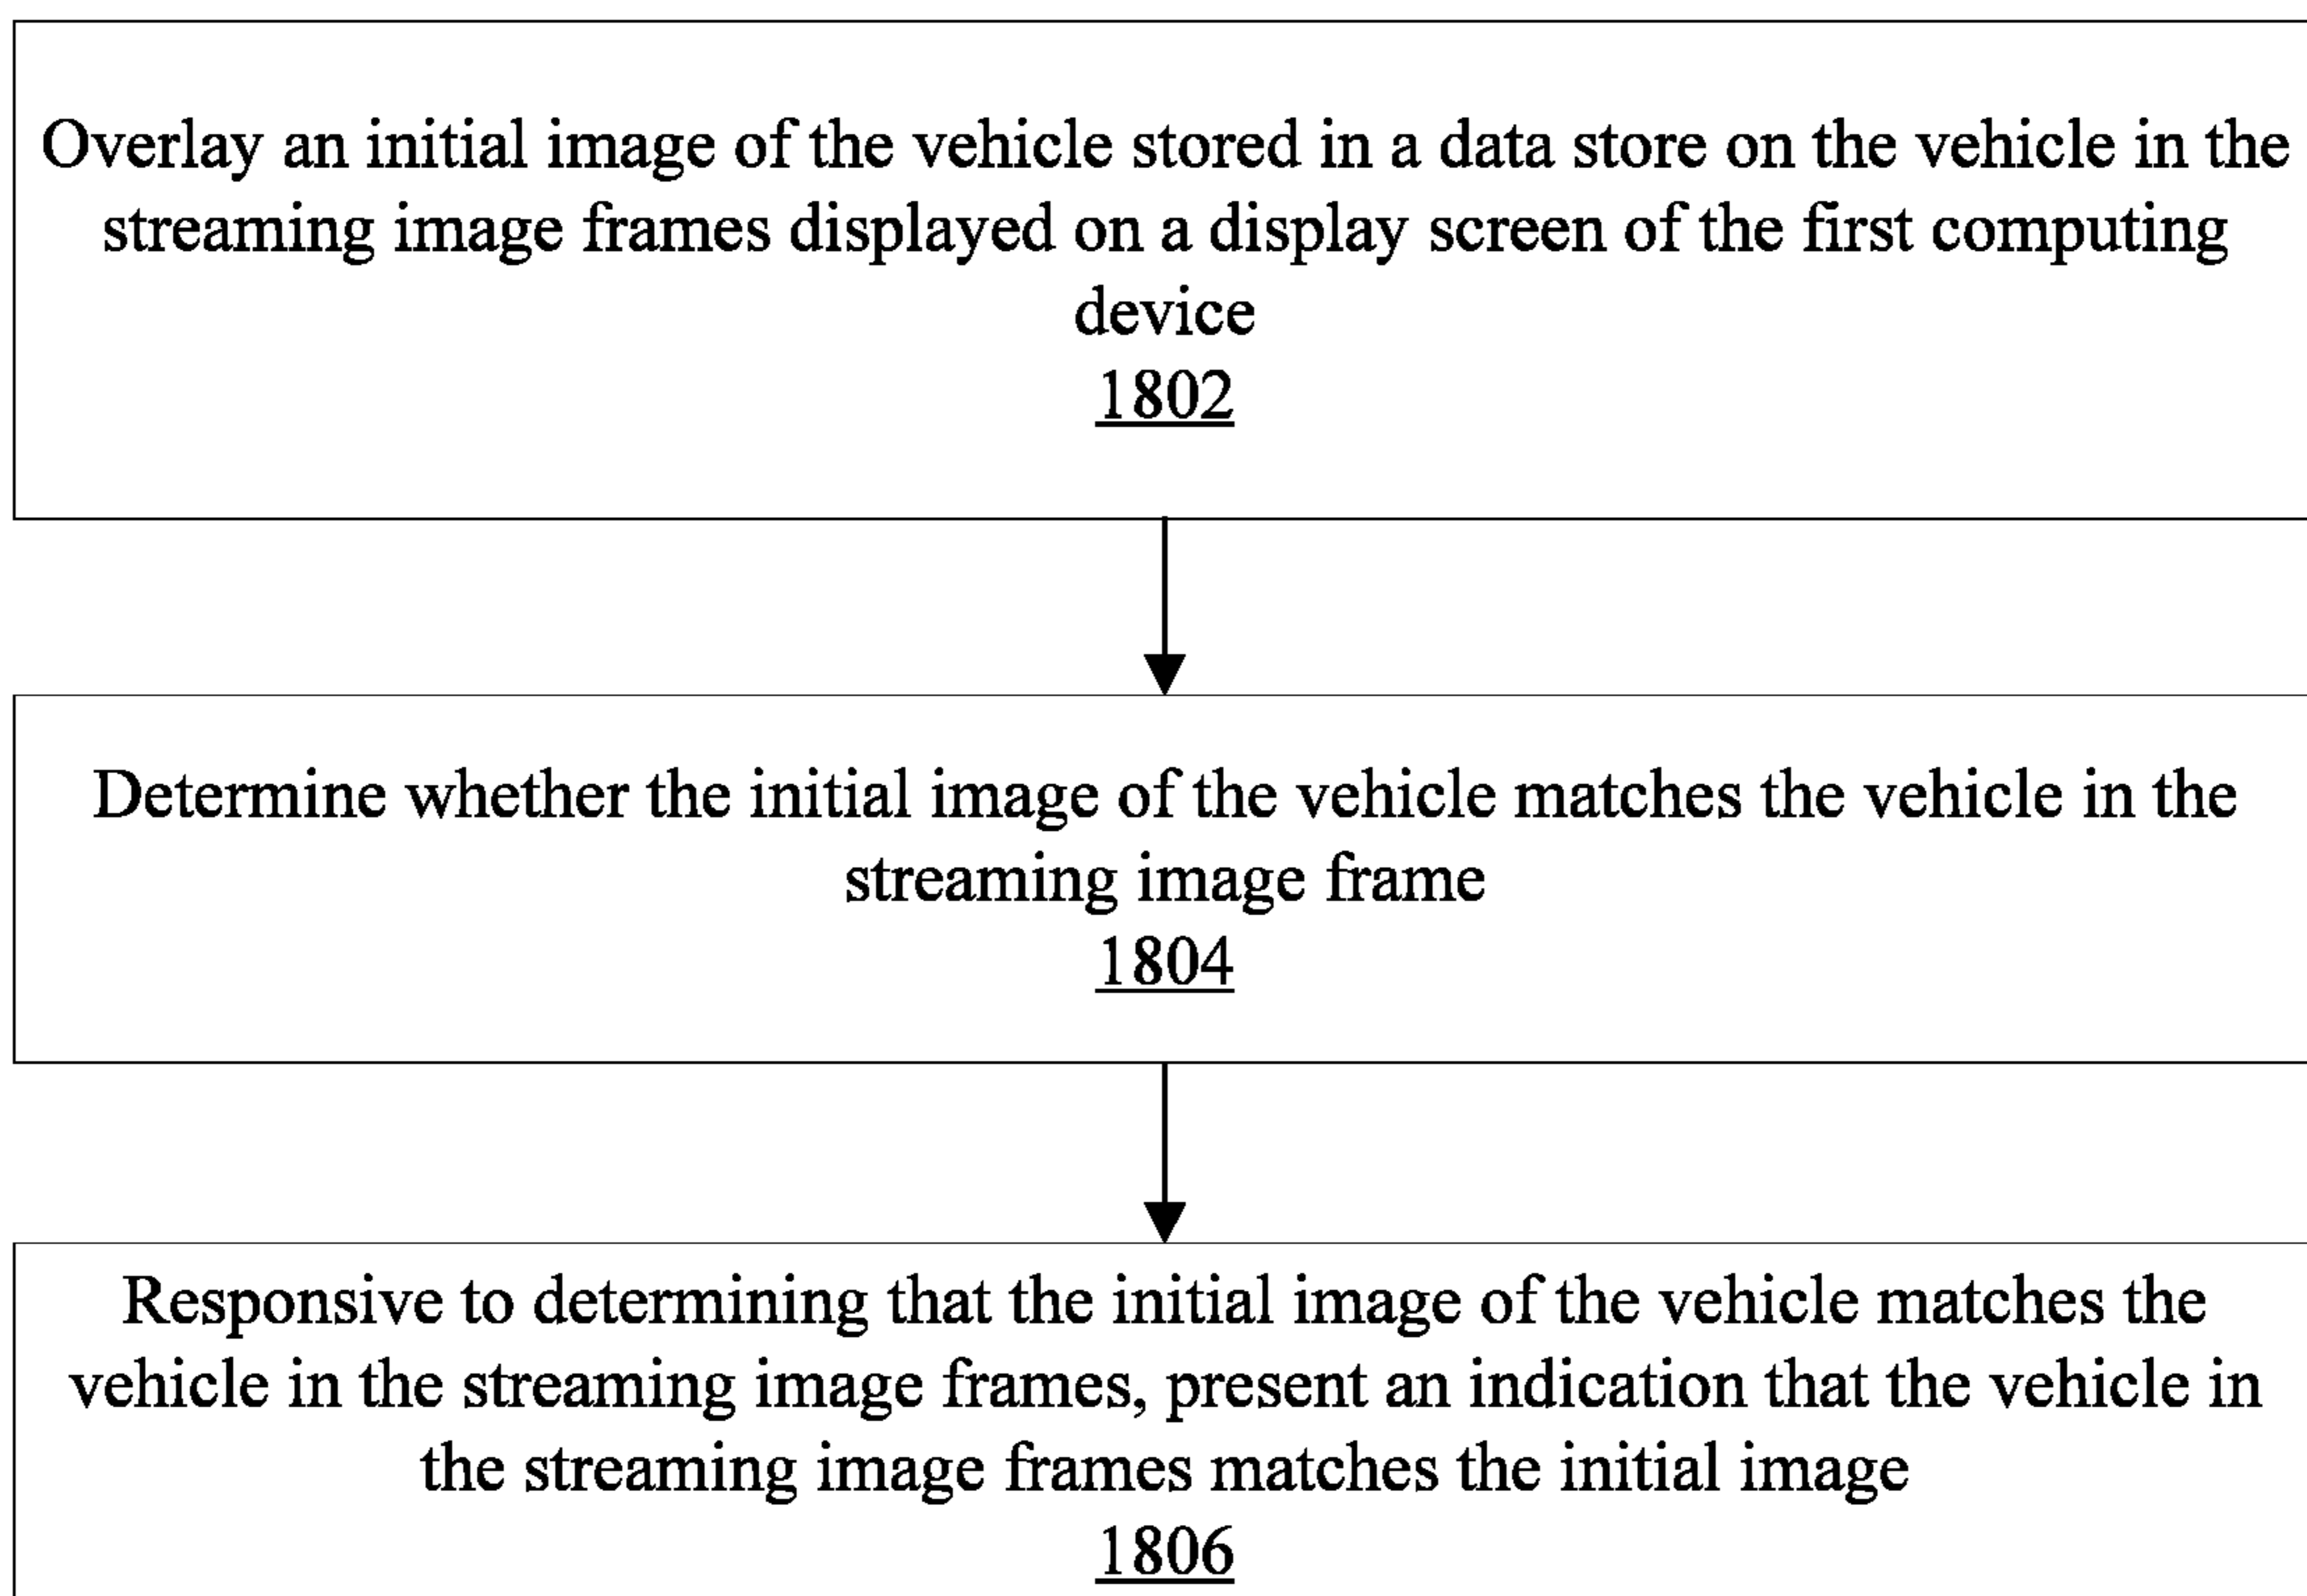 Overlay an initial image of the vehicle stored in a data store on the vehicle in the
streaming image frames displayed on a display screen of the first computing
device
1802
Determine whether the initial image of the vehicle matches the vehicle in the
streaming image frame
1804
Responsive to determining that the initial image of the vehicle matches the
vehicle in the streaming image frames, present an indication that the vehicle in
the streaming image frames matches the initial image
1806